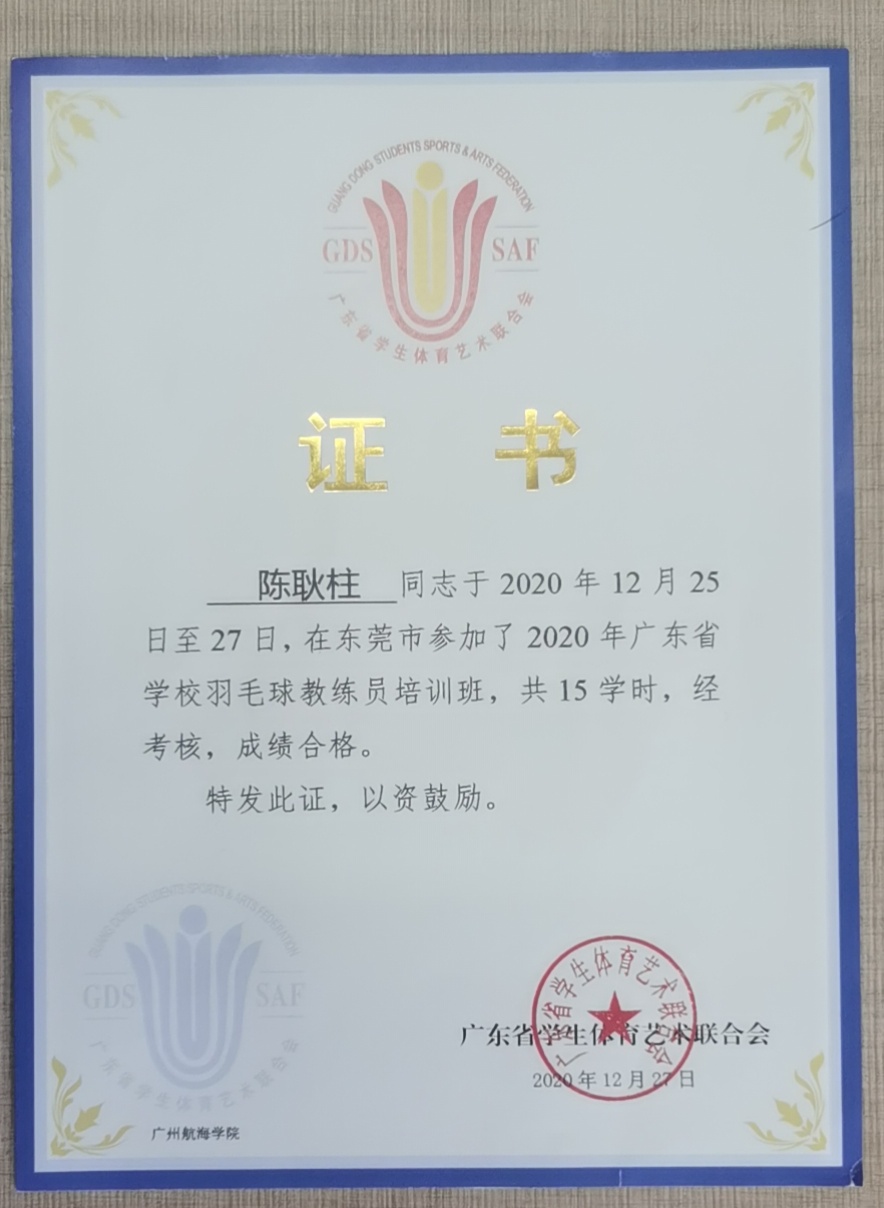 GUANG DONG STUDENTS SPORTS & ARTS FEDERATION
GDS SAF
广东省学生体育艺术联合会
证 书
陈耿柱 同志于 2020 年 12 月 25
日至 27 日，在东莞市参加了 2020 年广东省
学校羽毛球教练员培训班，共 15 学时，经
考核，成绩合格。
特发此证，以资鼓励。
GUANG DONG STUDENTS SPORTS & ARTS FEDERATION
GDS SAF
广东省学生体育艺术联合会
广东省学生体育艺术联合会
广东省学生体育艺术联合会
2020 年 12 月 27 日
广州航海学院